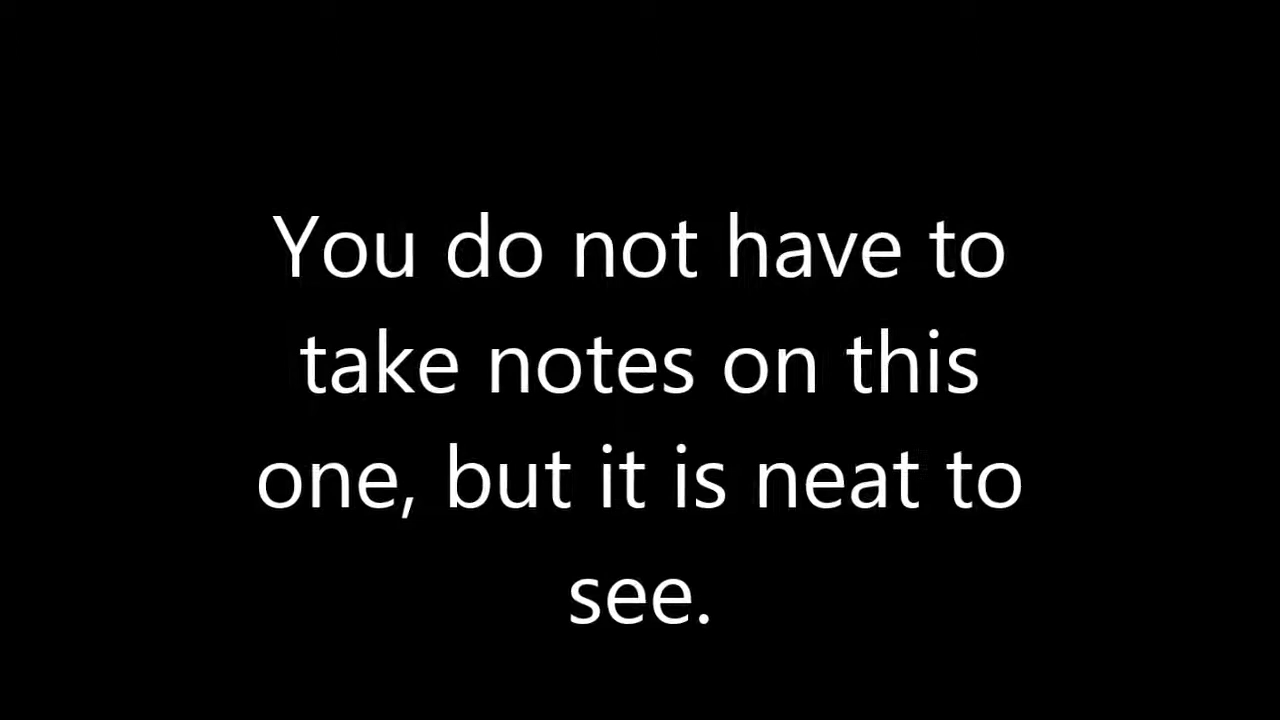 You do not have to
take notes on this
one, but it is neat to
see.